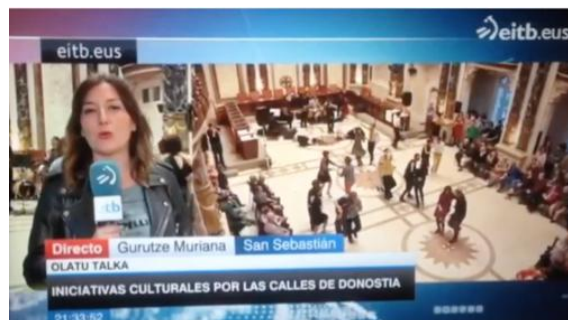 eitb.eus
eitb.eus
eitb
Directo Gurutze Muriana San Sebastián
OLATU TALKA
INICIATIVAS CULTURALES POR LAS CALLES DE DONOSTIA
21:33:52